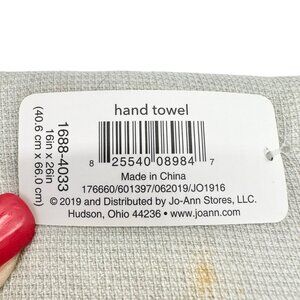 hand towel
8 25540 08984 7
Made in China
176660/601397/062019/JO1916
© 2019 and Distributed by Jo-Ann Stores, LLC.
Hudson, Ohio 44236 • www.joann.com
1688-4033
16in x 26in
(40.6 cm x 66.0 cm)